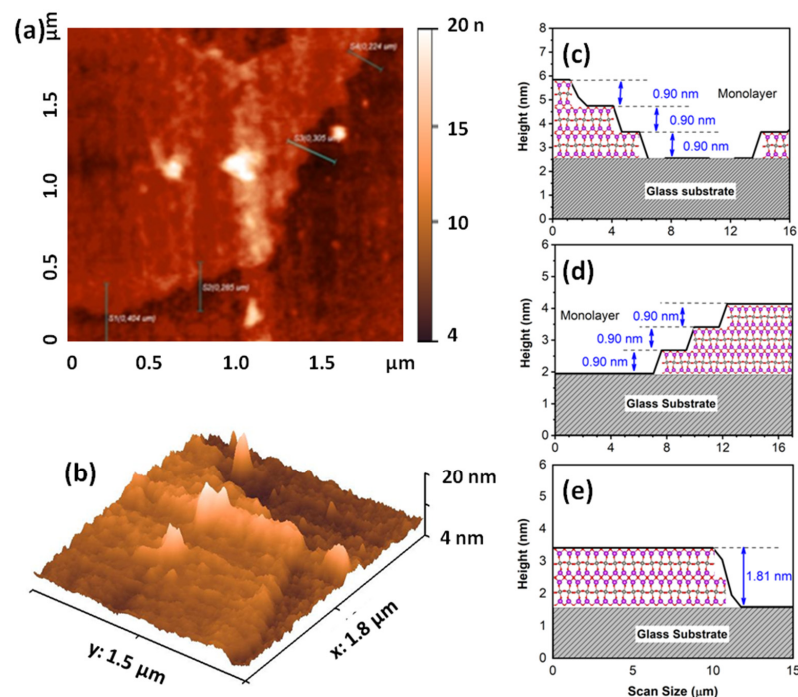 (a)
μm
20 n
15
10
4
1.5
1.0
0.5
0
S4(0,224 um)
S3(0,305 um)
S2(0,285 um)
S1(0,404 um)
0
0.5
1.0
1.5
μm
(b)
20 nm
4 nm
y: 1.5 μm
x: 1.8 μm
(c)
Height (nm)
8
7
6
5
4
3
2
1
0
0.90 nm
0.90 nm
0.90 nm
Monolayer
Glass substrate
0
4
8
12
16
(d)
Height (nm)
6
5
4
3
2
1
0
Monolayer
0.90 nm
0.90 nm
0.90 nm
Glass Substrate
0
4
8
12
16
(e)
Height (nm)
6
5
4
3
2
1
0
1.81 nm
Glass Substrate
0
5
10
15
Scan Size (μm)